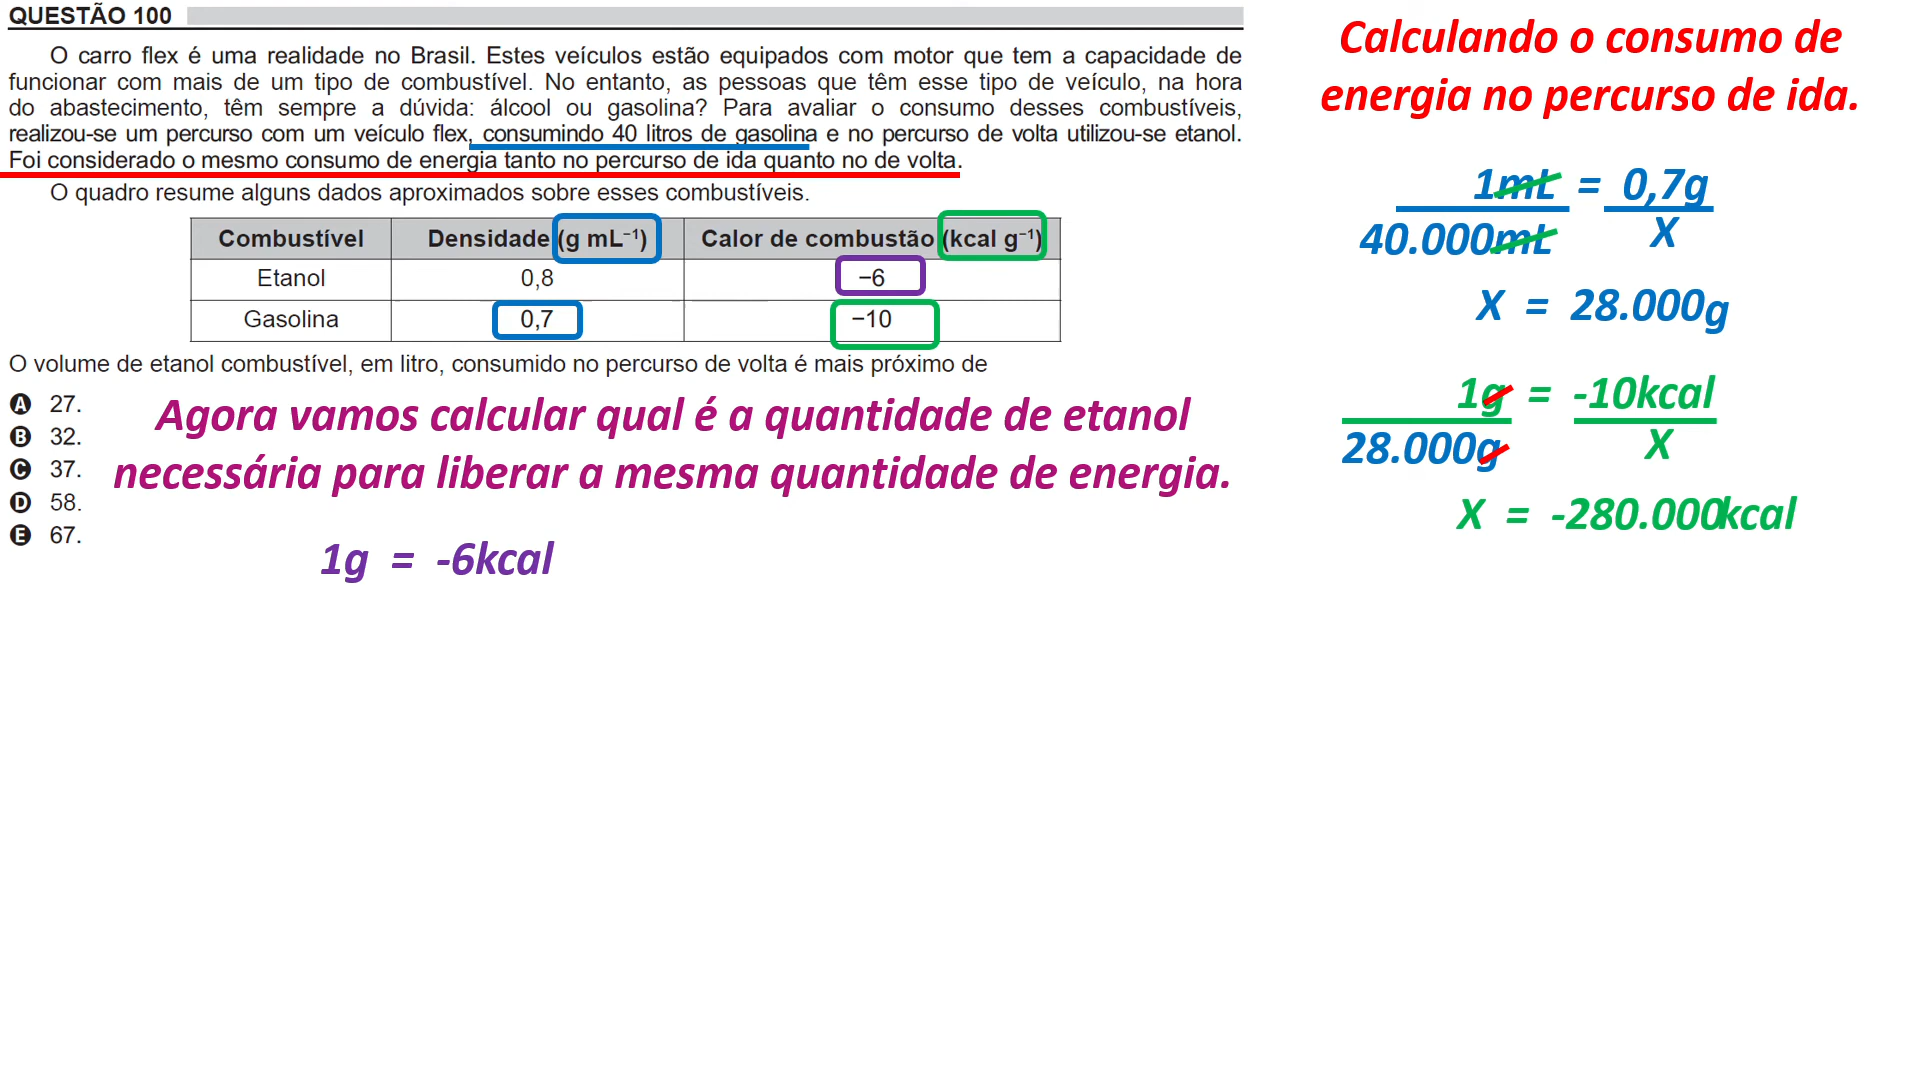 QUESTÃO 100
O carro flex é uma realidade no Brasil. Estes veículos estão equipados com motor que tem a capacidade de
funcionar com mais de um tipo de combustível. No entanto, as pessoas que têm esse tipo de veículo, na hora
do abastecimento, têm sempre a dúvida: álcool ou gasolina? Para avaliar o consumo desses combustíveis,
realizou-se um percurso com um veículo flex, consumindo 40 litros de gasolina e no percurso de volta utilizou-se etanol.
Foi considerado o mesmo consumo de energia tanto no percurso de ida quanto no de volta.
O quadro resume alguns dados aproximados sobre esses combustíveis.
Combustível Densidade (g mL⁻¹) Calor de combustão (kcal g⁻¹)
Etanol 0,8 −6
Gasolina 0,7 −10
O volume de etanol combustível, em litro, consumido no percurso de volta é mais próximo de
A 27.
B 32.
C 37.
D 58.
E 67.
Agora vamos calcular qual é a quantidade de etanol
necessária para liberar a mesma quantidade de energia.
1g = -6kcal
Calculando o consumo de
energia no percurso de ida.
1mL = 0,7g
40.000mL X
X = 28.000g
1g = -10kcal
28.000g X
X = -280.000kcal